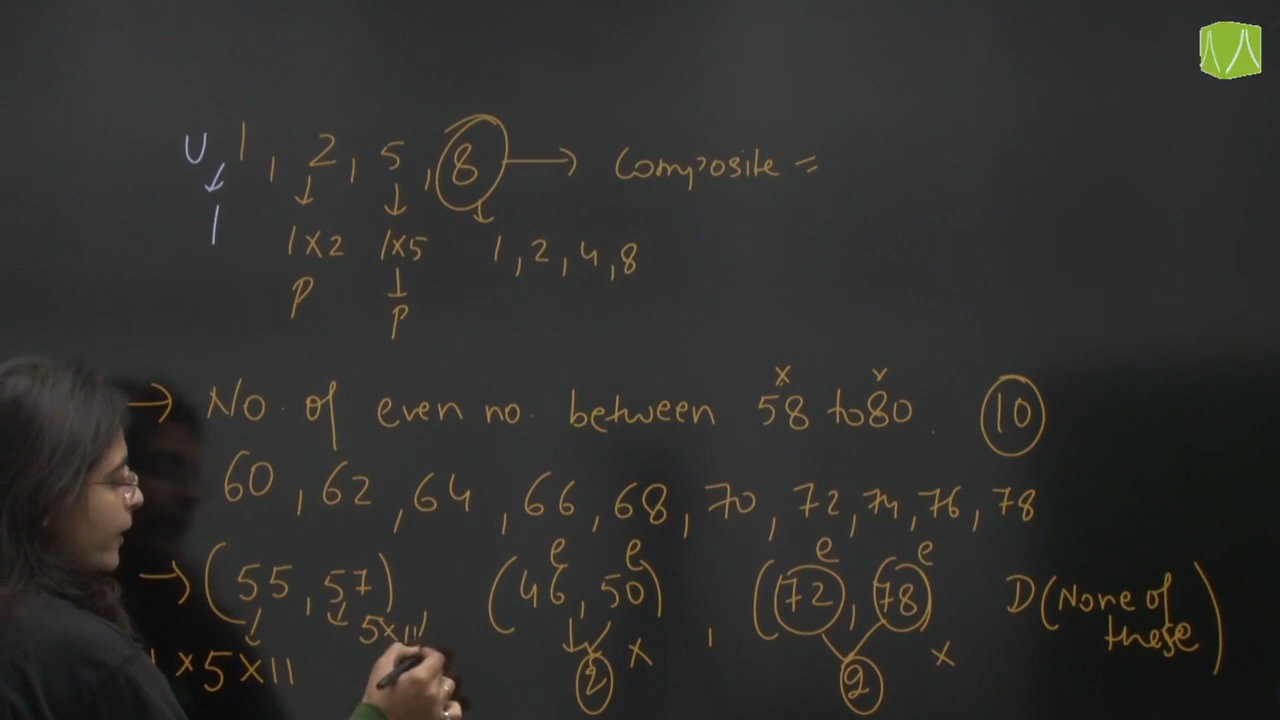 U 1 , 2 , 5 , 8 → Composite =
1 1×2 1×5 1 , 2 , 4 , 8
P P
→ No. of even no. between 58 to 80 . 10
60 , 62 , 64 , 66 , 68 , 70 , 72 , 74 , 76 , 78
→ (55 , 57) , (46 , 50) , (72 , 78) D (None of these)
e e e e
5×11
1×5×11 2 × 2 ×